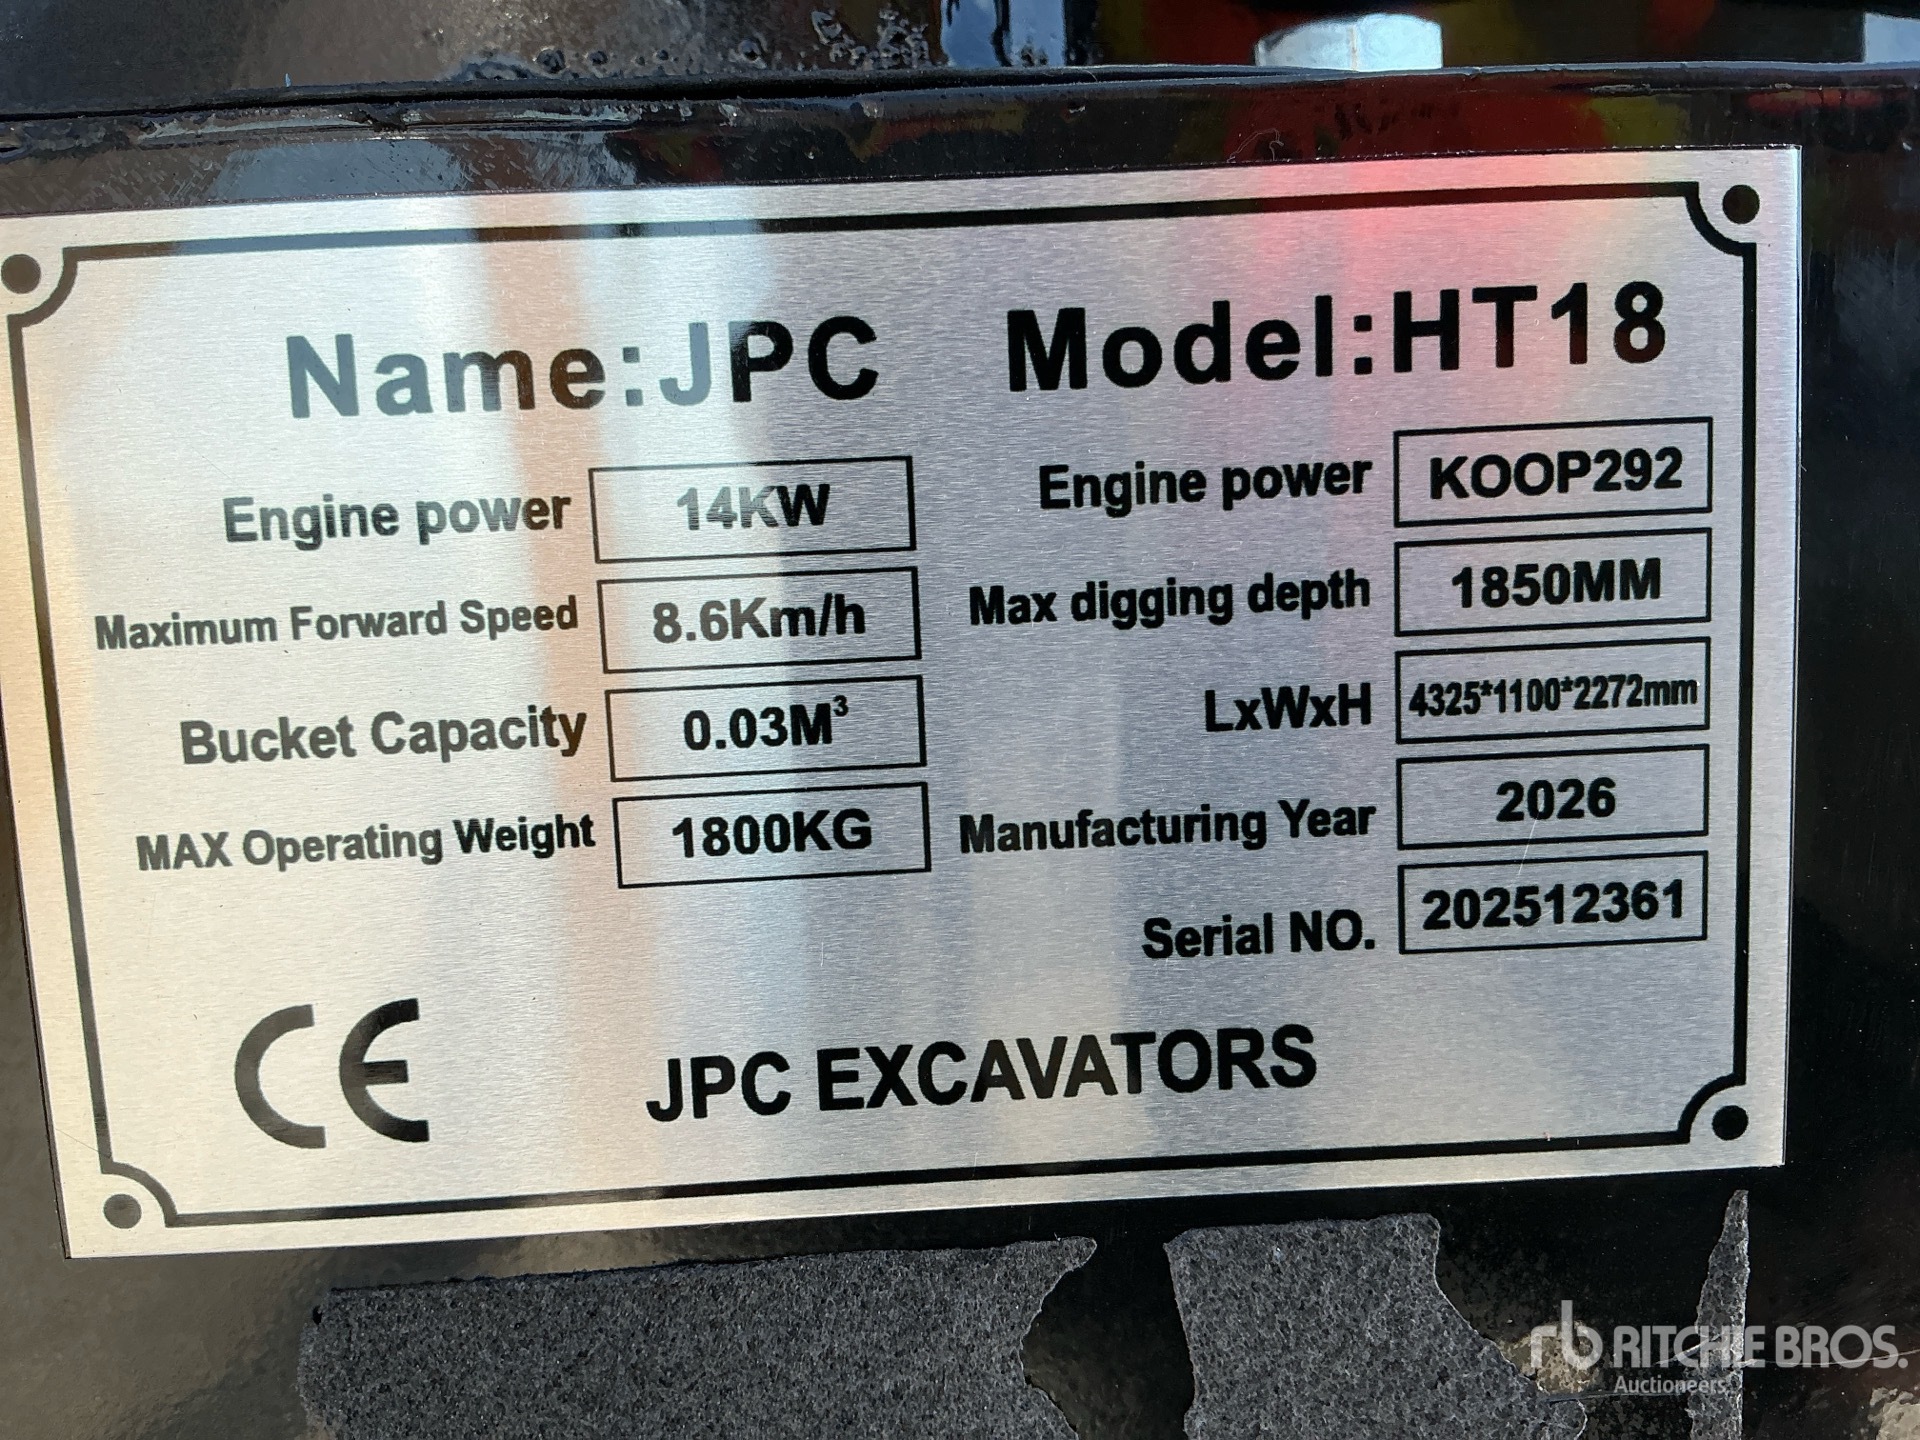 Name:JPC Model:HT18
Engine power 14KW Engine power KOOP292
Maximum Forward Speed 8.6Km/h Max digging depth 1850MM
Bucket Capacity 0.03M³ LxWxH 4325*1100*2272mm
MAX Operating Weight 1800KG Manufacturing Year 2026
Serial NO. 202512361
CE JPC EXCAVATORS
rb RITCHIE BROS.
Auctioneers